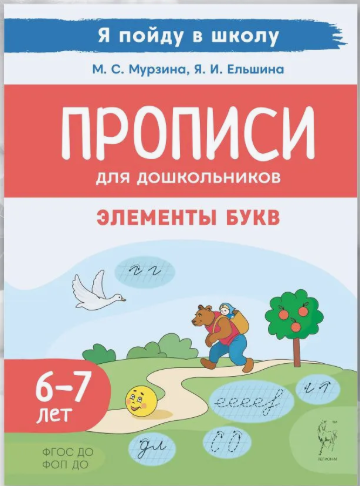 Я пойду в школу
М. С. Мурзина, Я. И. Ельшина
ПРОПИСИ
ДЛЯ ДОШКОЛЬНИКОВ
ЭЛЕМЕНТЫ БУКВ
6–7
лет
ФГОС ДО
ФОП ДО